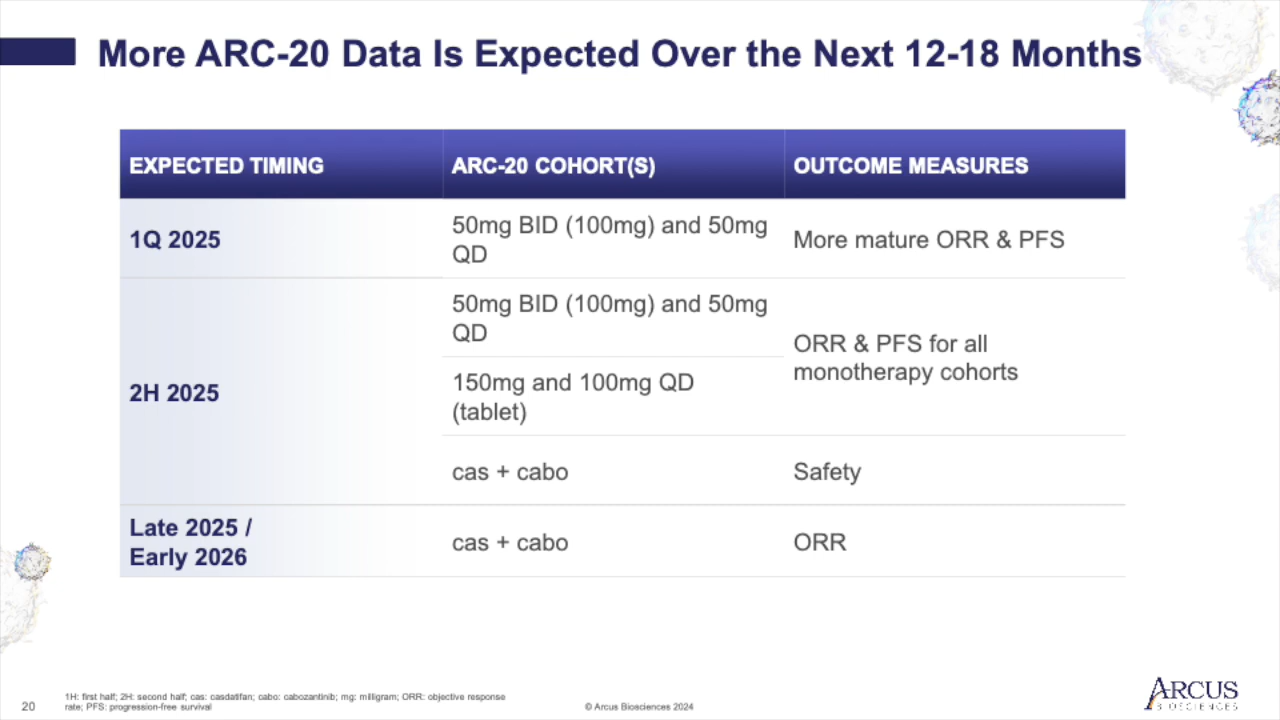 More ARC-20 Data Is Expected Over the Next 12-18 Months
EXPECTED TIMING
ARC-20 COHORT(S)
OUTCOME MEASURES
1Q 2025
50mg BID (100mg) and 50mg
QD
More mature ORR & PFS
2H 2025
50mg BID (100mg) and 50mg
QD
ORR & PFS for all
monotherapy cohorts
150mg and 100mg QD
(tablet)
cas + cabo
Safety
Late 2025 /
Early 2026
cas + cabo
ORR
20
1H: first half; 2H: second half; cas: casdatifan; cabo: cabozantinib; mg: milligram; ORR: objective response
rate; PFS: progression-free survival
© Arcus Biosciences 2024
ARCUS
BIOSCIENCES